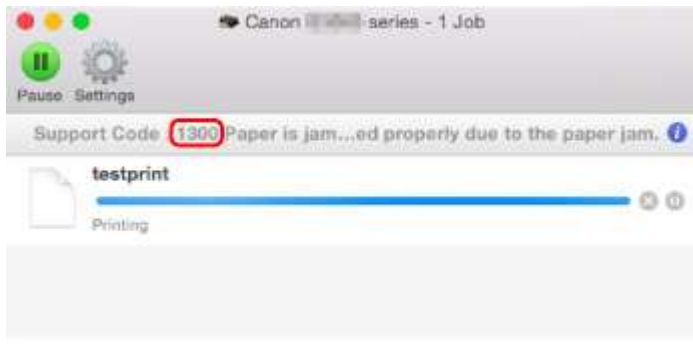 Canon series - 1 Job
Pause Settings
Support Code : 1300 Paper is jam...ed properly due to the paper jam.
testprint
Printing